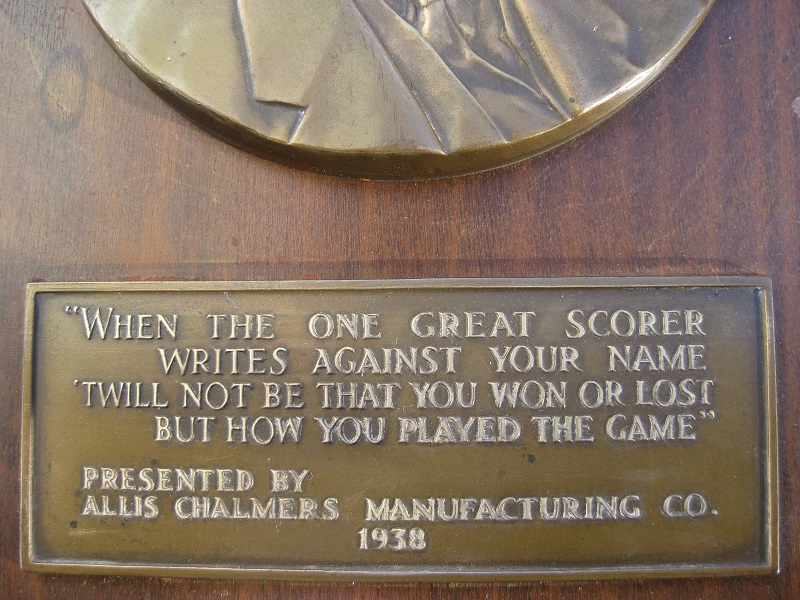 "WHEN THE ONE GREAT SCORER
WRITES AGAINST YOUR NAME
'TWILL NOT BE THAT YOU WON OR LOST
BUT HOW YOU PLAYED THE GAME"
PRESENTED BY
ALLIS CHALMERS MANUFACTURING CO.
1938